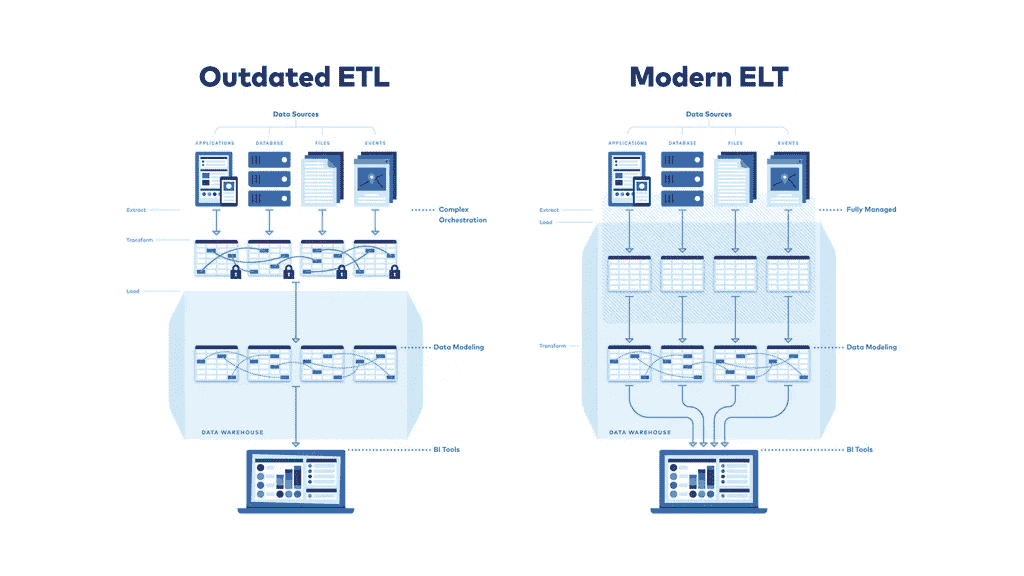 Outdated ETL
Data Sources
APPLICATIONS
DATABASE
FILES
EVENTS
Extract
Complex
Orchestration
Transform
Load
Data Modeling
DATA WAREHOUSE
BI Tools
Modern ELT
Data Sources
APPLICATIONS
DATABASE
FILES
EVENTS
Extract
Fully Managed
Load
Transform
Data Modeling
DATA WAREHOUSE
BI Tools